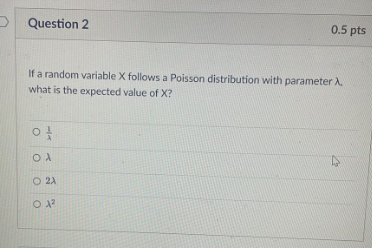 Question 2
0.5 pts
If a random variable X follows a Poisson distribution with parameter λ,
what is the expected value of X?
1/λ
λ
2λ
λ²